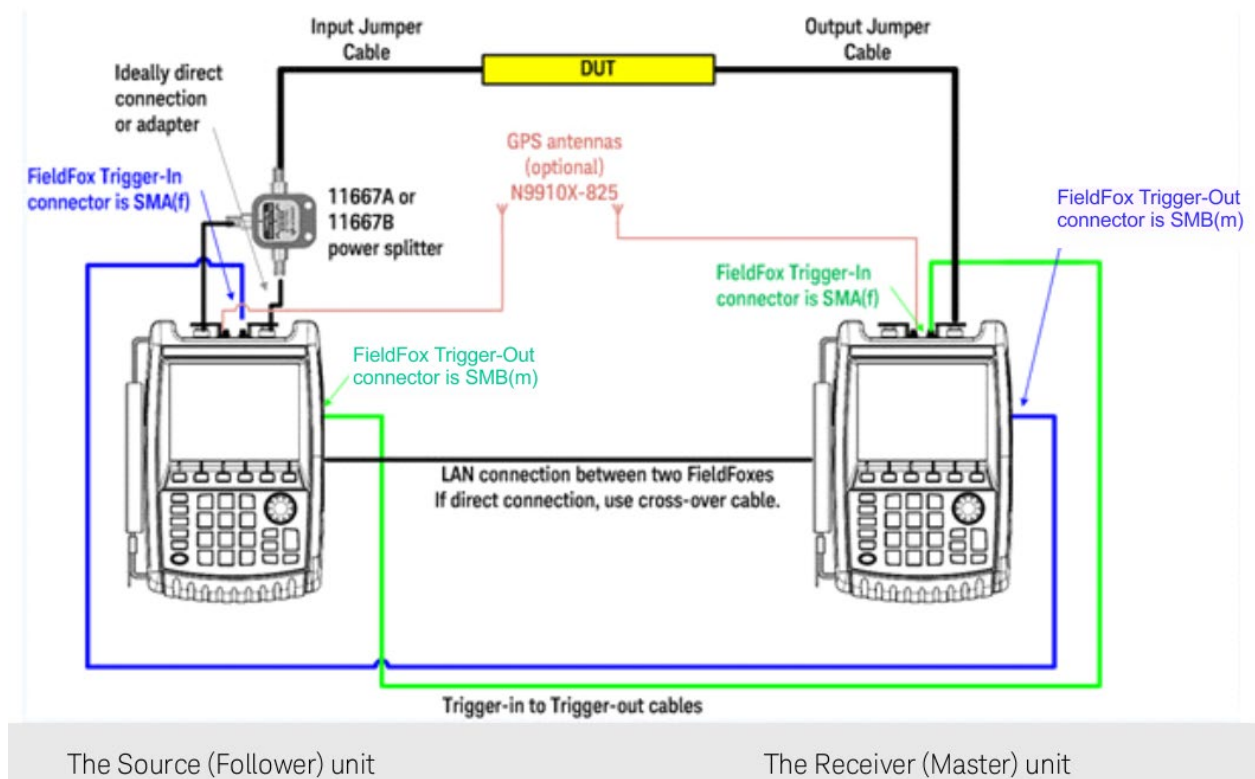 Input Jumper
Cable
Output Jumper
Cable
DUT
Ideally direct
connection
or adapter
GPS antennas
(optional)
N9910X-825
FieldFox Trigger-In
connector is SMA(f)
11667A or
11667B
power splitter
FieldFox Trigger-Out
connector is SMB(m)
FieldFox Trigger-In
connector is SMA(f)
FieldFox Trigger-Out
connector is SMB(m)
LAN connection between two FieldFoxes
If direct connection, use cross-over cable.
Trigger-in to Trigger-out cables
The Source (Follower) unit
The Receiver (Master) unit